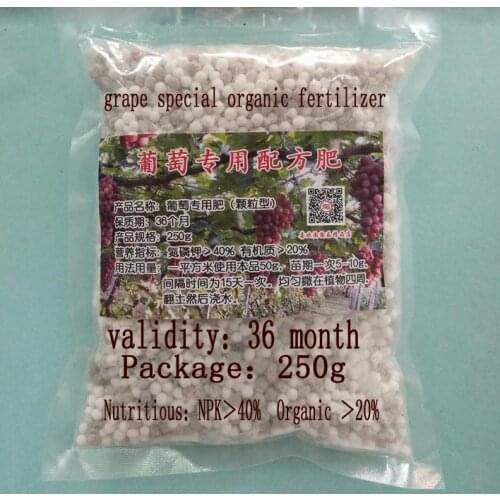 grape special organic fertilizer
葡萄专用配方肥
产品名称：葡萄专用肥（颗粒型）
保质期：36个月
产品规格：250g
营养指标：氮磷钾＞40% 有机质＞20%
用法用量：一平方米使用本品50g，苗期一次5-10g，
间隔时间为15天一次，均匀撒在植物四周，
翻土然后浇水。
validity: 36 month
Package: 250g
Nutritious: NPK＞40% Organic ＞20%